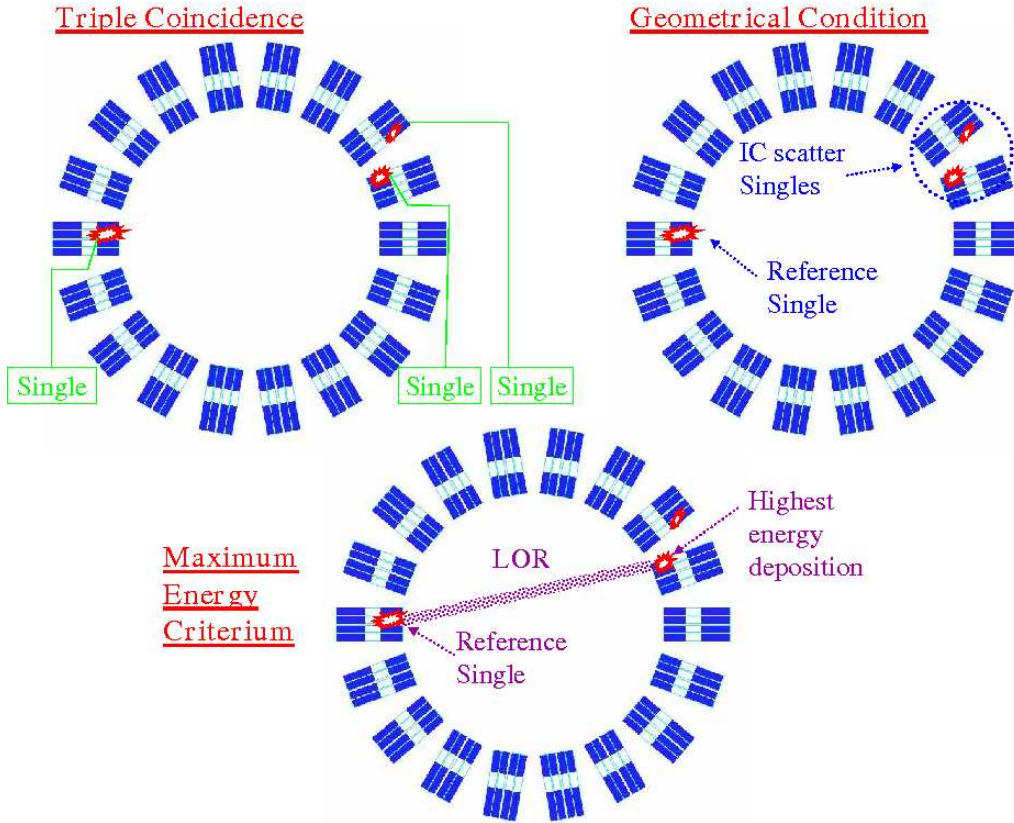 Triple Coincidence
Single
Single
Single
Geometrical Condition
IC scatter
Singles
Reference
Single
Maximum
Energy
Criterium
LOR
Highest
energy
deposition
Reference
Single